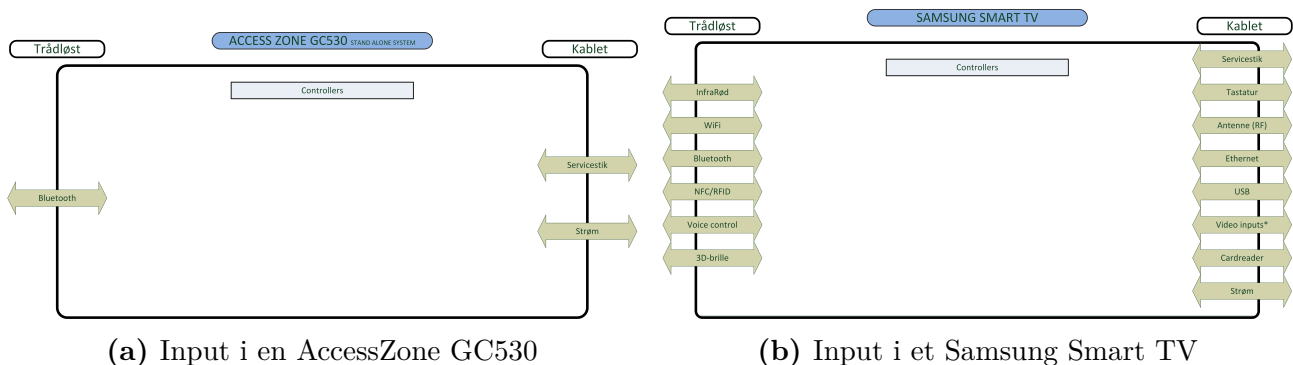 Trådløst
ACCESS ZONE GC530 STAND ALONE SYSTEM
Kablet
Controllers
Servicestik
Bluetooth
Strøm
(a) Input i en AccessZone GC530
SAMSUNG SMART TV
Trådløst
Kablet
Controllers
Servicestik
InfraRød
Tastatur
WiFi
Antenne (RF)
Bluetooth
Ethernet
NFC/RFID
USB
Voice control
Video inputs*
3D-brille
Cardreader
Strøm
(b) Input i et Samsung Smart TV